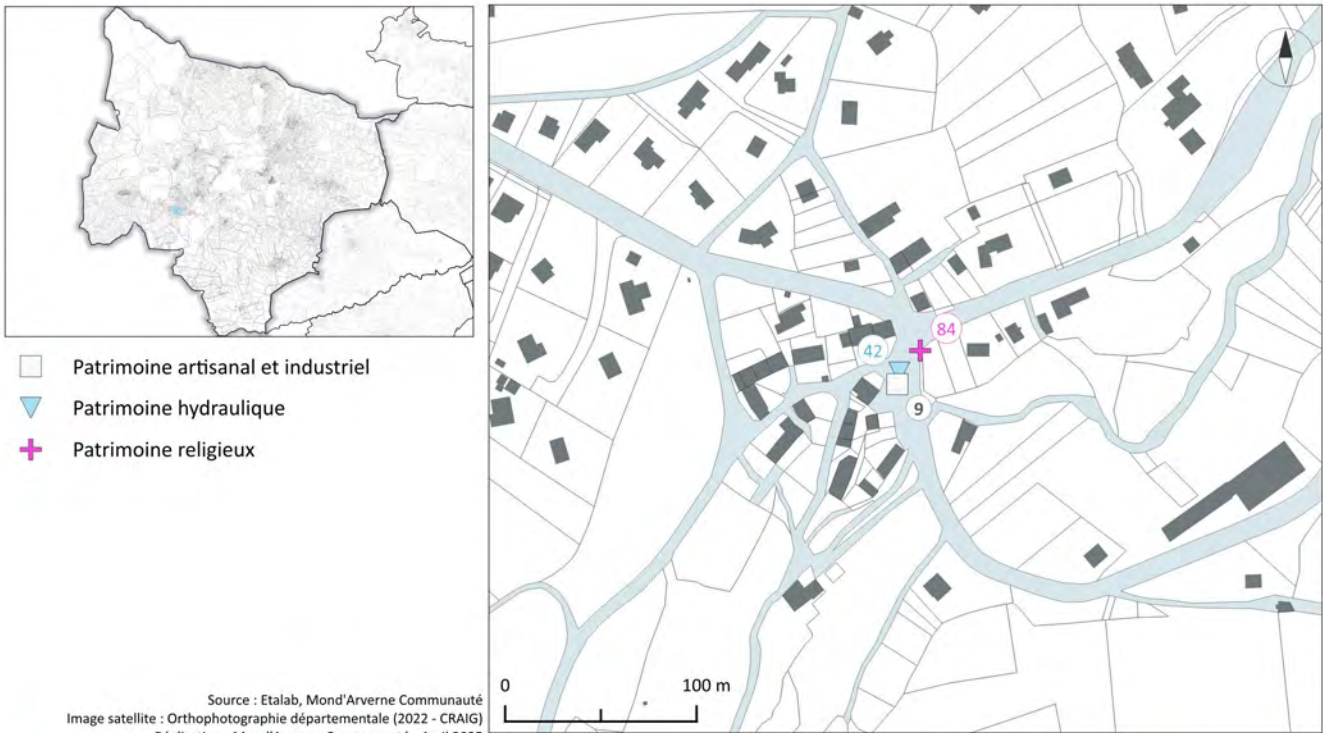 Patrimoine artisanal et industriel
Patrimoine hydraulique
Patrimoine religieux
Source : Etalab, Mond'Arverne Communauté
Image satellite : Orthophotographie départementale (2022 - CRAIG)
84
42
9
0 100 m